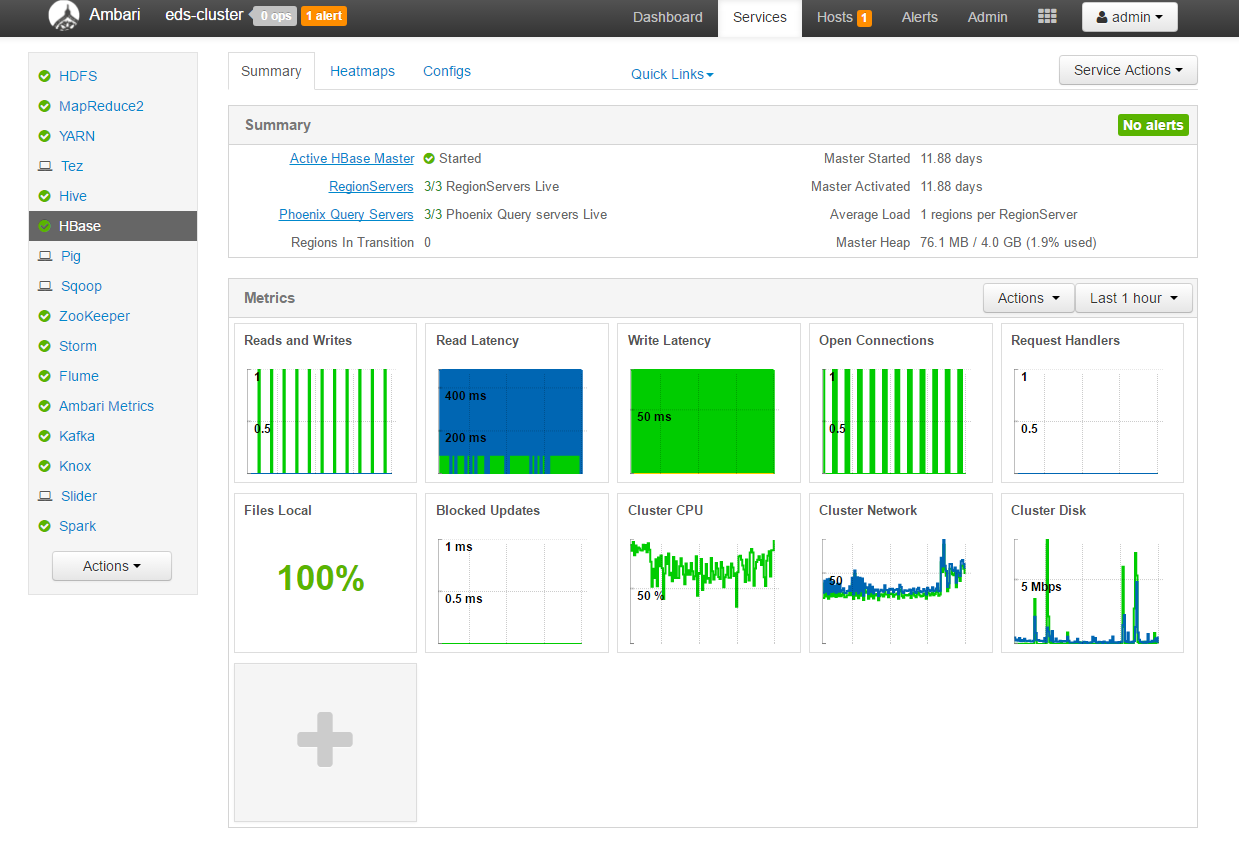 Ambari eds-cluster 0 ops 1 alert Dashboard Services Hosts 1 Alerts Admin admin
HDFS
MapReduce2
YARN
Tez
Hive
HBase
Pig
Sqoop
ZooKeeper
Storm
Flume
Ambari Metrics
Kafka
Knox
Slider
Spark
Actions
Summary Heatmaps Configs Quick Links Service Actions
Summary No alerts
Active HBase Master Started
RegionServers 3/3 RegionServers Live
Phoenix Query Servers 3/3 Phoenix Query servers Live
Regions In Transition 0
Master Started 11.88 days
Master Activated 11.88 days
Average Load 1 regions per RegionServer
Master Heap 76.1 MB / 4.0 GB (1.9% used)
Metrics Actions Last 1 hour
Reads and Writes
1
0.5
Read Latency
400 ms
200 ms
Write Latency
50 ms
Open Connections
1
0.5
Request Handlers
1
0.5
Files Local
100%
Blocked Updates
1 ms
0.5 ms
Cluster CPU
50 %
Cluster Network
50
Cluster Disk
5 Mbps